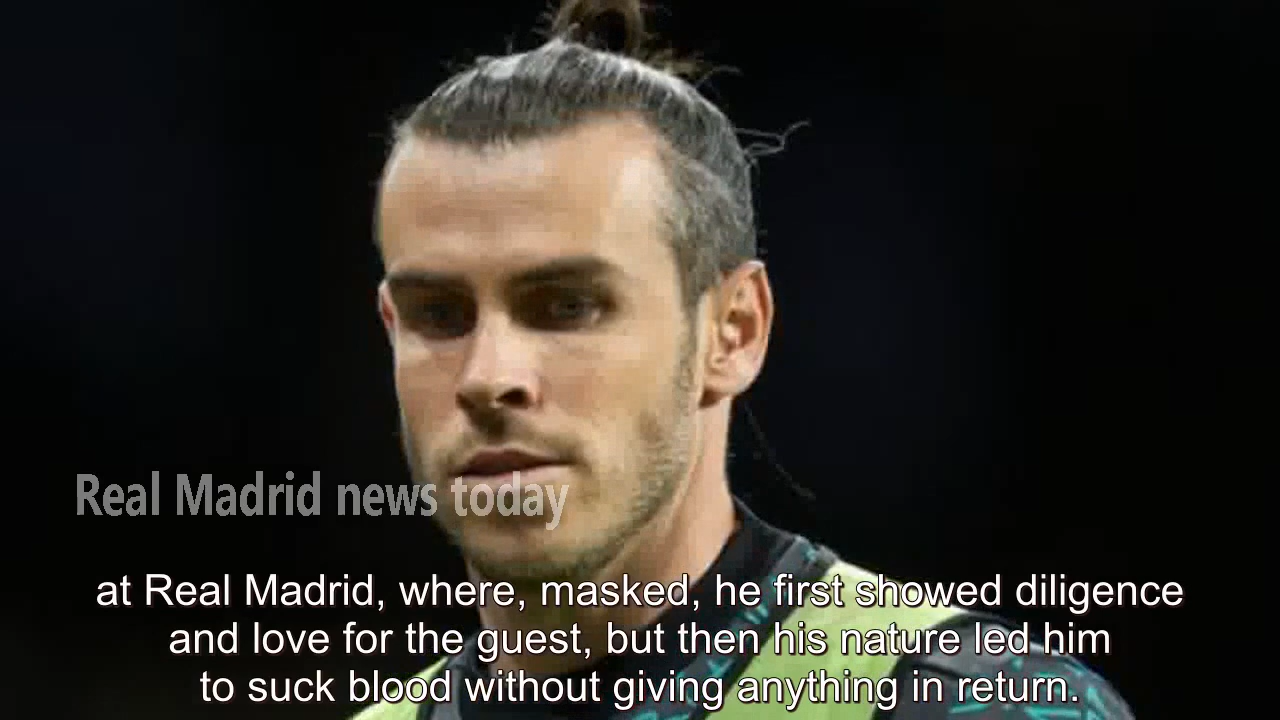 Real Madrid news today
at Real Madrid, where, masked, he first showed diligence
and love for the guest, but then his nature led him
to suck blood without giving anything in return.